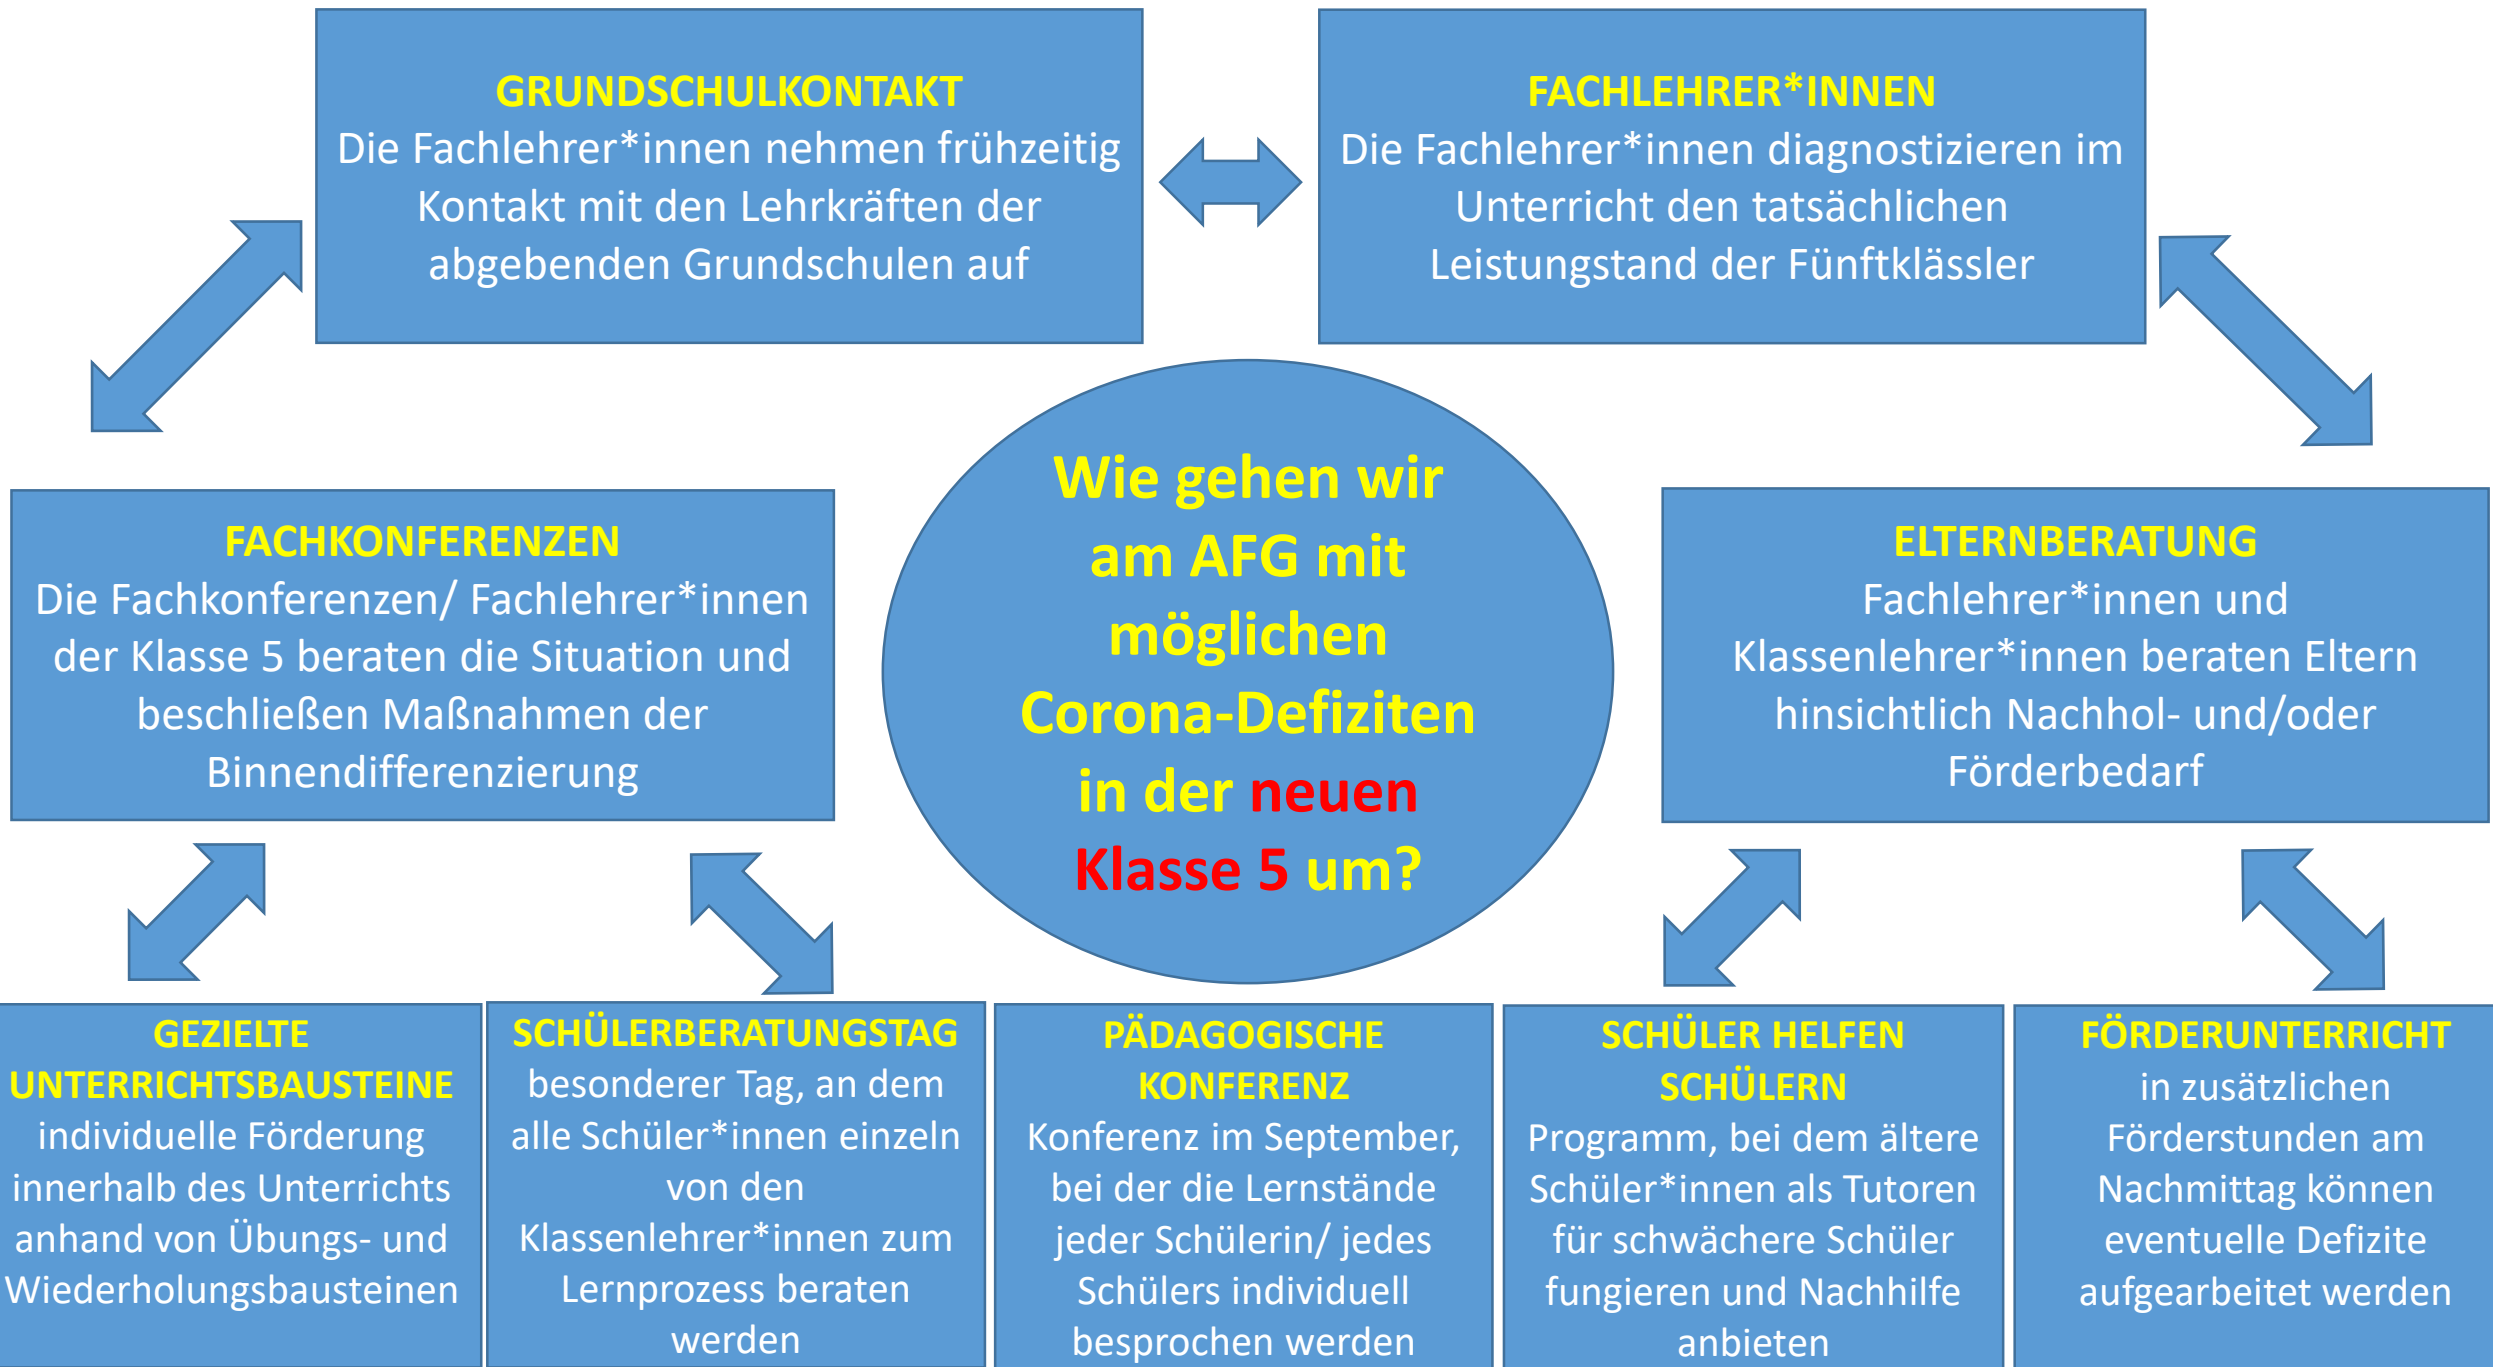 GRUNDSCHULKONTAKT
Die Fachlehrer*innen nehmen frühzeitig
Kontakt mit den Lehrkräften der
abgebenden Grundschulen auf
FACHLEHRER*INNEN
Die Fachlehrer*innen diagnostizieren im
Unterricht den tatsächlichen
Leistungstand der Fünftklässler
Wie gehen wir
am AFG mit
möglichen
Corona-Defiziten
in der neuen
Klasse 5 um?
FACHKONFERENZEN
Die Fachkonferenzen/ Fachlehrer*innen
der Klasse 5 beraten die Situation und
beschließen Maßnahmen der
Binnendifferenzierung
ELTERNBERATUNG
Fachlehrer*innen und
Klassenlehrer*innen beraten Eltern
hinsichtlich Nachhol- und/oder
Förderbedarf
GEZIELTE
UNTERRICHTSBAUSTEINE
individuelle Förderung
innerhalb des Unterrichts
anhand von Übungs- und
Wiederholungsbausteinen
SCHÜLERBERATUNGSTAG
besonderer Tag, an dem
alle Schüler*innen einzeln
von den
Klassenlehrer*innen zum
Lernprozess beraten
werden
PÄDAGOGISCHE
KONFERENZ
Konferenz im September,
bei der die Lernstände
jeder Schülerin/ jedes
Schülers individuell
besprochen werden
SCHÜLER HELFEN
SCHÜLERN
Programm, bei dem ältere
Schüler*innen als Tutoren
für schwächere Schüler
fungieren und Nachhilfe
anbieten
FÖRDERUNTERRICHT
in zusätzlichen
Förderstunden am
Nachmittag können
eventuelle Defizite
aufgearbeitet werden